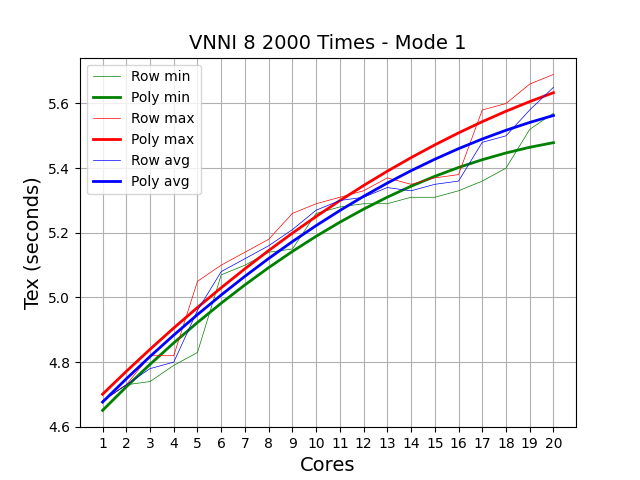 VNNI 8 2000 Times - Mode 1
Row min
Poly min
Row max
Poly max
Row avg
Poly avg
Tex (seconds)
5.6
5.4
5.2
5.0
4.8
4.6
1 2 3 4 5 6 7 8 9 10 11 12 13 14 15 16 17 18 19 20
Cores